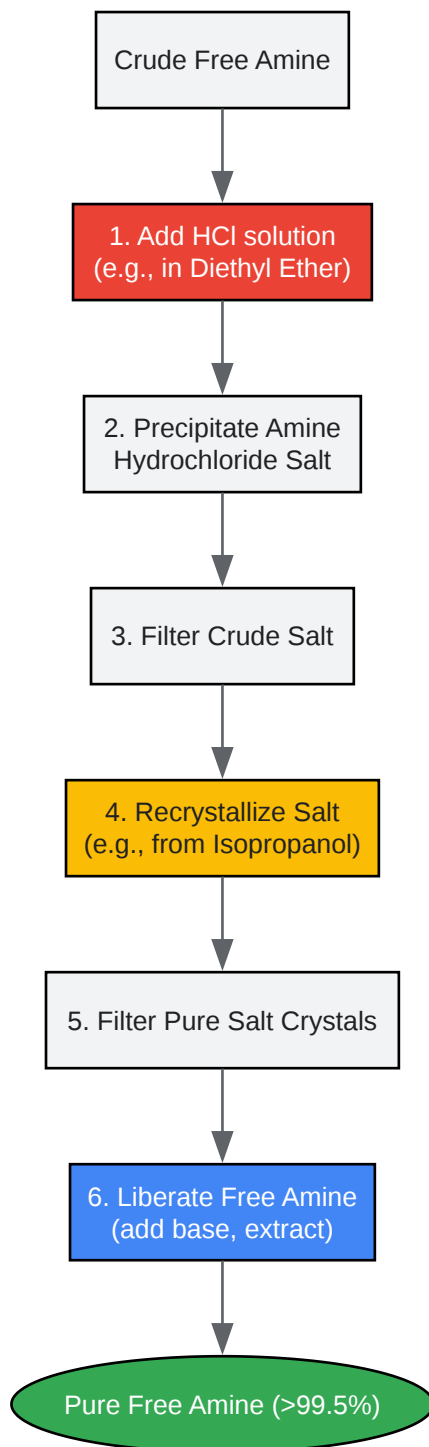 Crude Free Amine
1. Add HCl solution
(e.g., in Diethyl Ether)
2. Precipitate Amine
Hydrochloride Salt
3. Filter Crude Salt
4. Recrystallize Salt
(e.g., from Isopropanol)
5. Filter Pure Salt Crystals
6. Liberate Free Amine
(add base, extract)
Pure Free Amine (>99.5%)